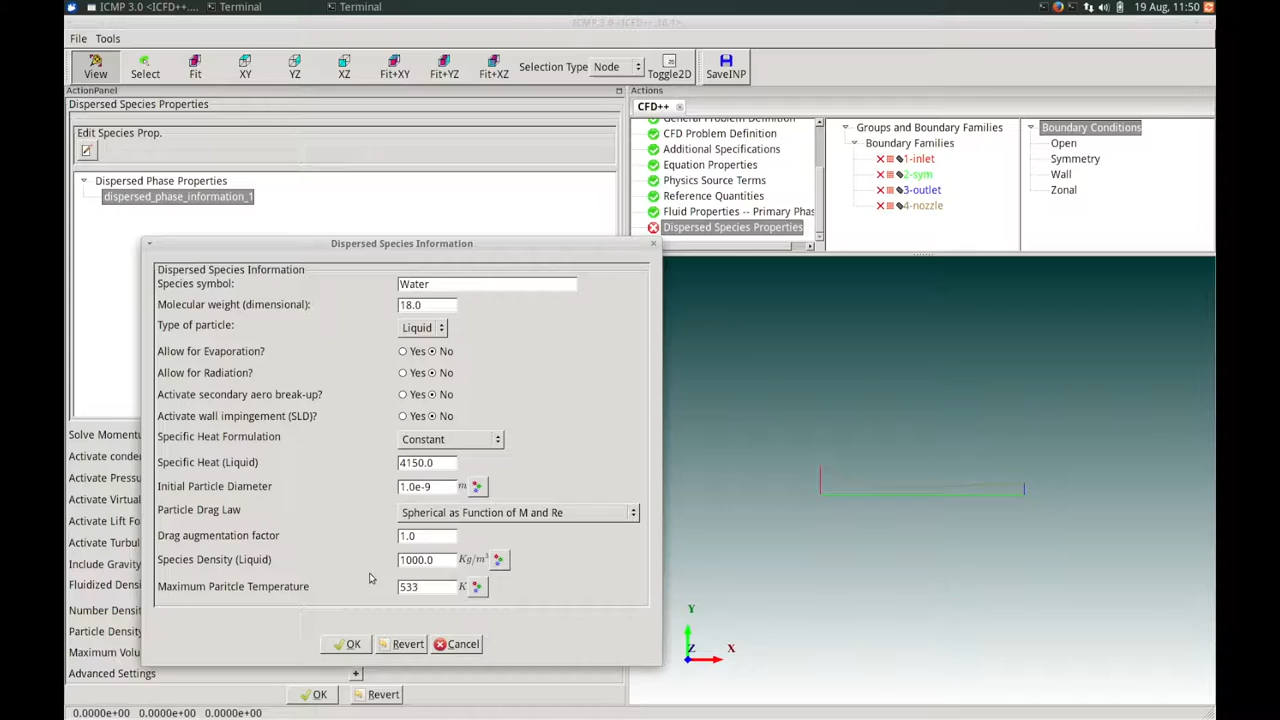 ICMP 3.0 <ICFD++.... Terminal Terminal 19 Aug, 11:50
ICMP 3.0 <ICFD++ 16.1>
File Tools
View Select Fit XY YZ XZ Fit+XY Fit+YZ Fit+XZ Selection Type Node Toggle2D SaveINP
ActionPanel
Dispersed Species Properties
Edit Species Prop.
Dispersed Phase Properties
dispersed_phase_information_1
Actions
CFD++
General Problem Definition
CFD Problem Definition
Additional Specifications
Equation Properties
Physics Source Terms
Reference Quantities
Fluid Properties -- Primary Phas
Dispersed Species Properties
Groups and Boundary Families
Boundary Families
1-inlet
2-sym
3-outlet
4-nozzle
Boundary Conditions
Open
Symmetry
Wall
Zonal
Dispersed Species Information
Dispersed Species Information
Species symbol: Water
Molecular weight (dimensional): 18.0
Type of particle: Liquid
Allow for Evaporation? Yes No
Allow for Radiation? Yes No
Activate secondary aero break-up? Yes No
Activate wall impingement (SLD)? Yes No
Specific Heat Formulation Constant
Specific Heat (Liquid) 4150.0
Initial Particle Diameter 1.0e-9 m
Particle Drag Law Spherical as Function of M and Re
Drag augmentation factor 1.0
Species Density (Liquid) 1000.0 Kg/m³
Maximum Paritcle Temperature 533 K
OK Revert Cancel
Solve Momentu
Activate conden
Activate Pressu
Activate Virtual
Activate Lift Fo
Activate Turbul
Include Gravity
Fluidized Densi
Number Densit
Particle Density
Maximum Volu
Advanced Settings +
OK Revert
0.0000e+00 0.0000e+00 0.0000e+00
Y
Z X